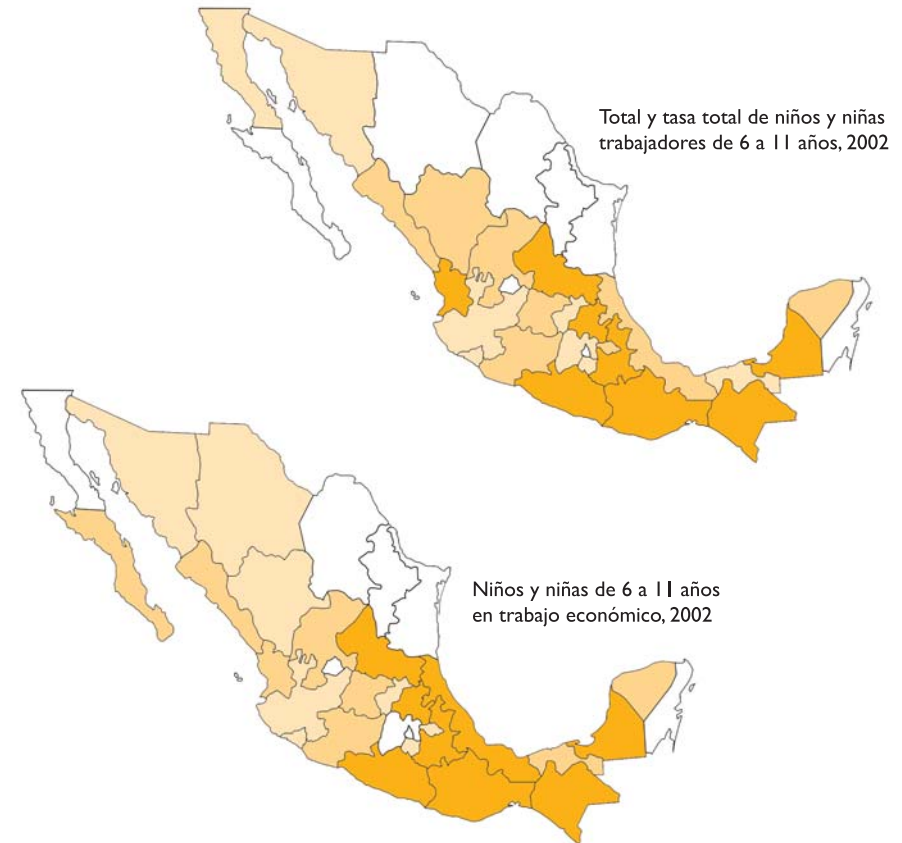 Total y tasa total de niños y niñas
trabajadores de 6 a 11 años, 2002
Niños y niñas de 6 a 11 años
en trabajo económico, 2002